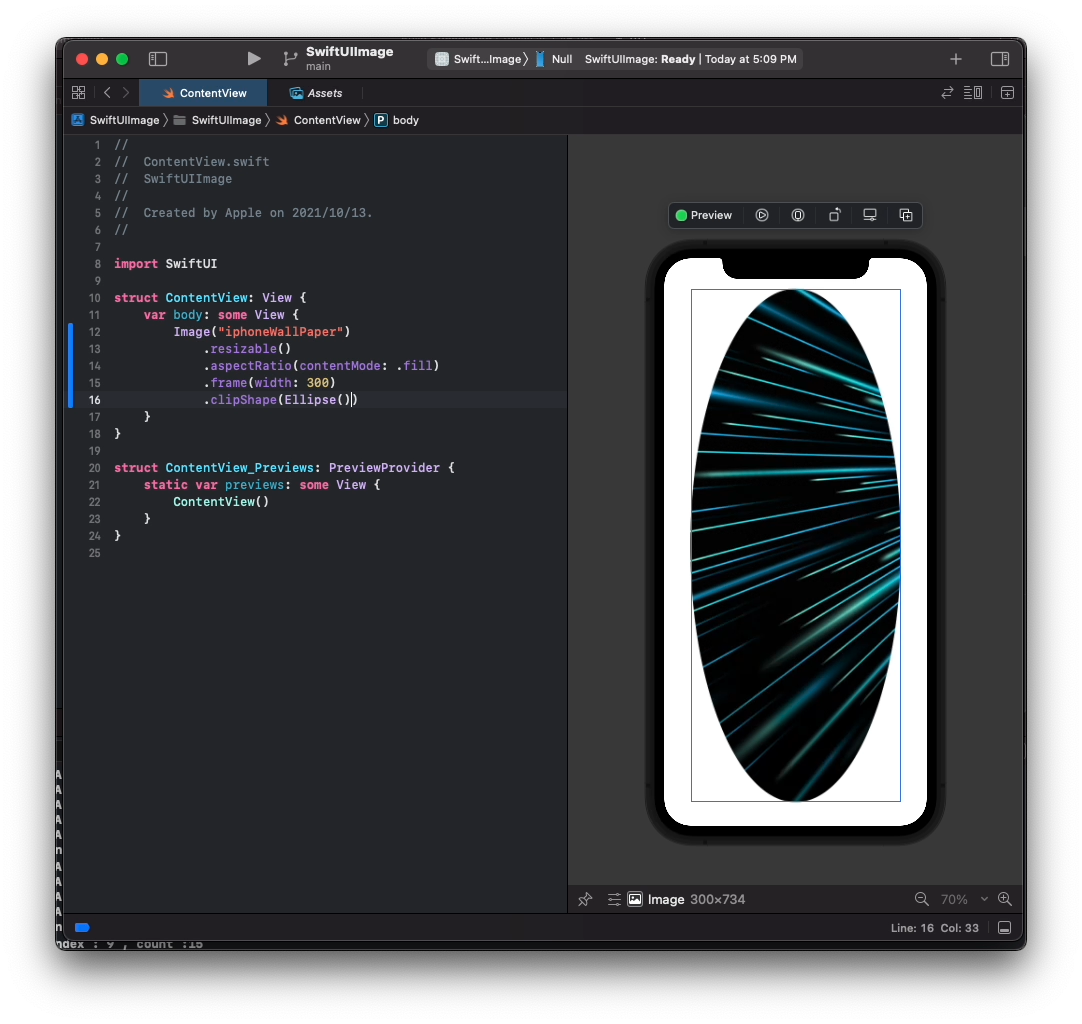 SwiftUIImage
main
Swift...Image 〉 Null SwiftUIImage: Ready | Today at 5:09 PM
ContentView Assets
SwiftUIImage 〉 SwiftUIImage 〉 ContentView 〉 P body
1 //
2 //  ContentView.swift
3 //  SwiftUIImage
4 //
5 //  Created by Apple on 2021/10/13.
6 //
7
8 import SwiftUI
9
10 struct ContentView: View {
11     var body: some View {
12         Image("iphoneWallPaper")
13             .resizable()
14             .aspectRatio(contentMode: .fill)
15             .frame(width: 300)
16             .clipShape(Ellipse())
17     }
18 }
19
20 struct ContentView_Previews: PreviewProvider {
21     static var previews: some View {
22         ContentView()
23     }
24 }
25
Preview
Image 300×734
70%
Line: 16 Col: 33
A
A
A
A
A
n
A
A
A
A
n
ndex : 9 , count :15